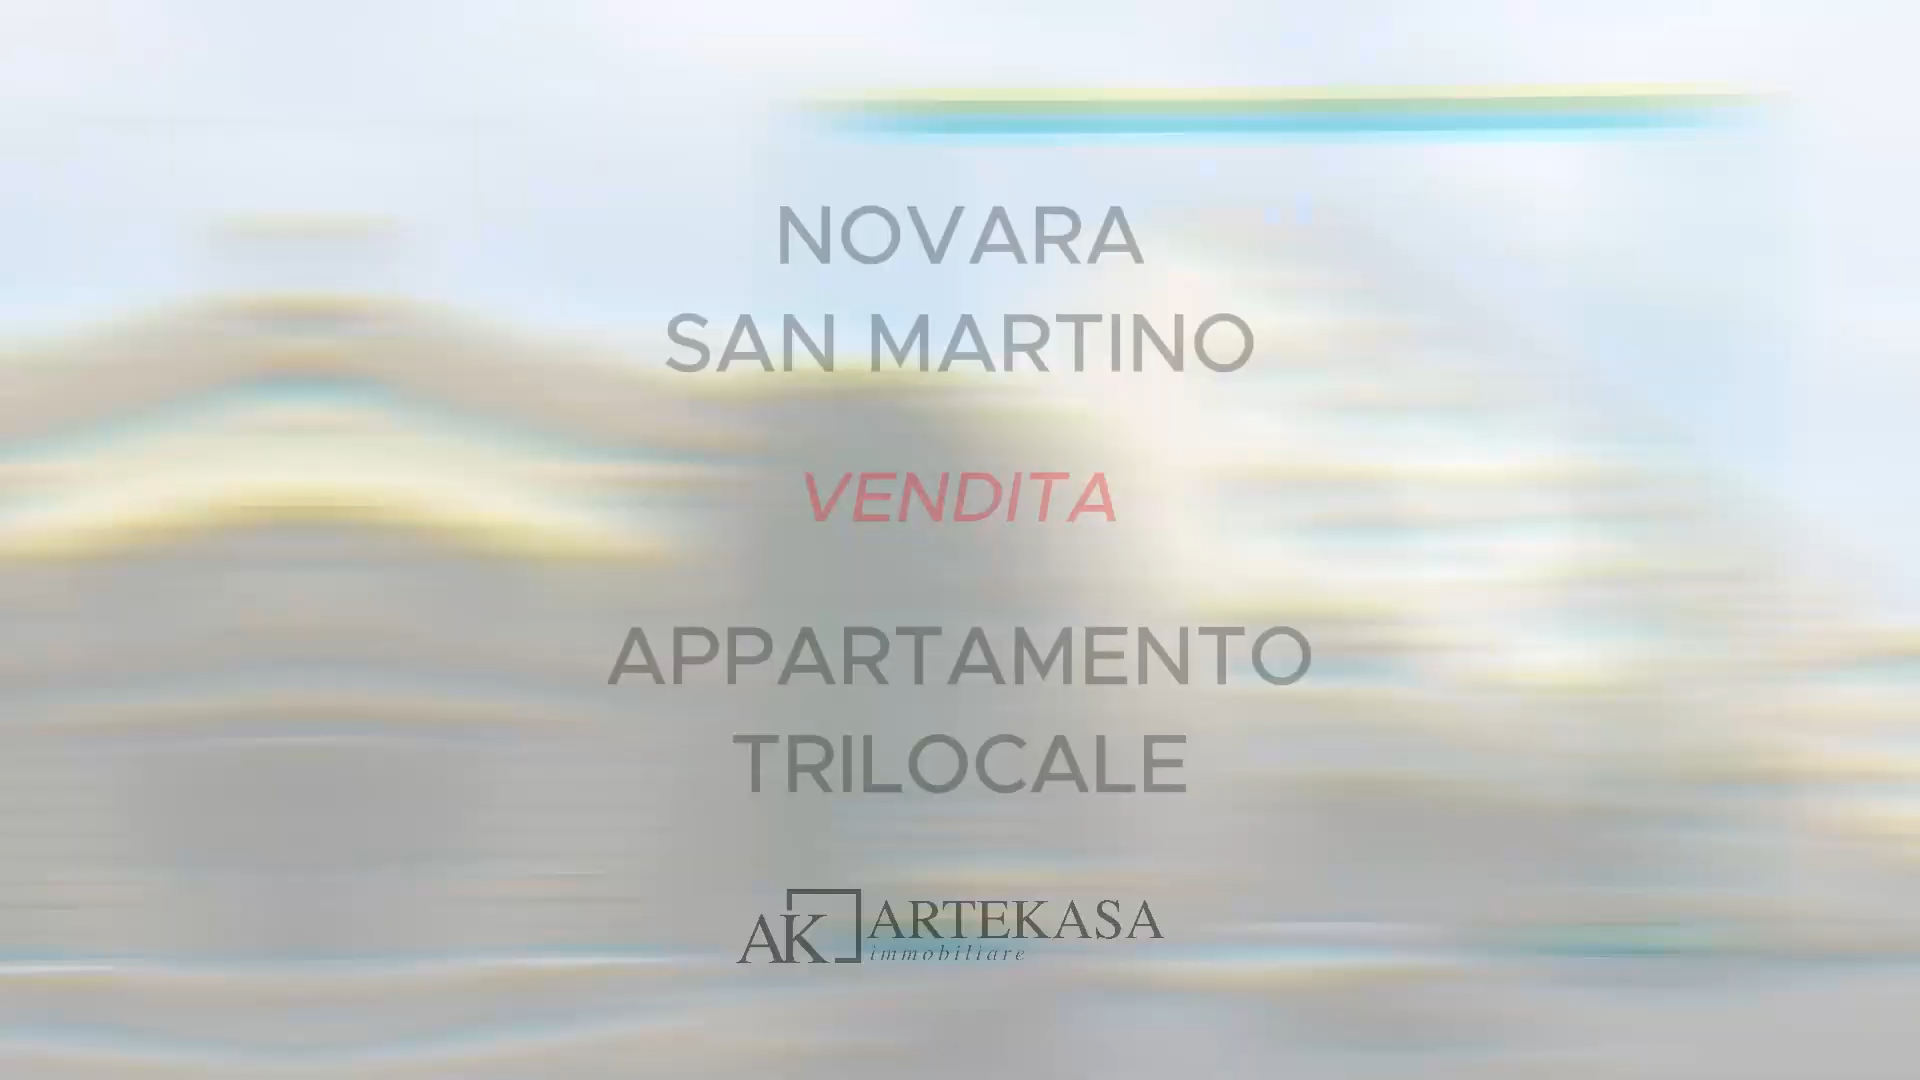 NOVARA
SAN MARTINO
VENDITA
APPARTAMENTO
TRILOCALE
AK ARTEKASA
immobiliare